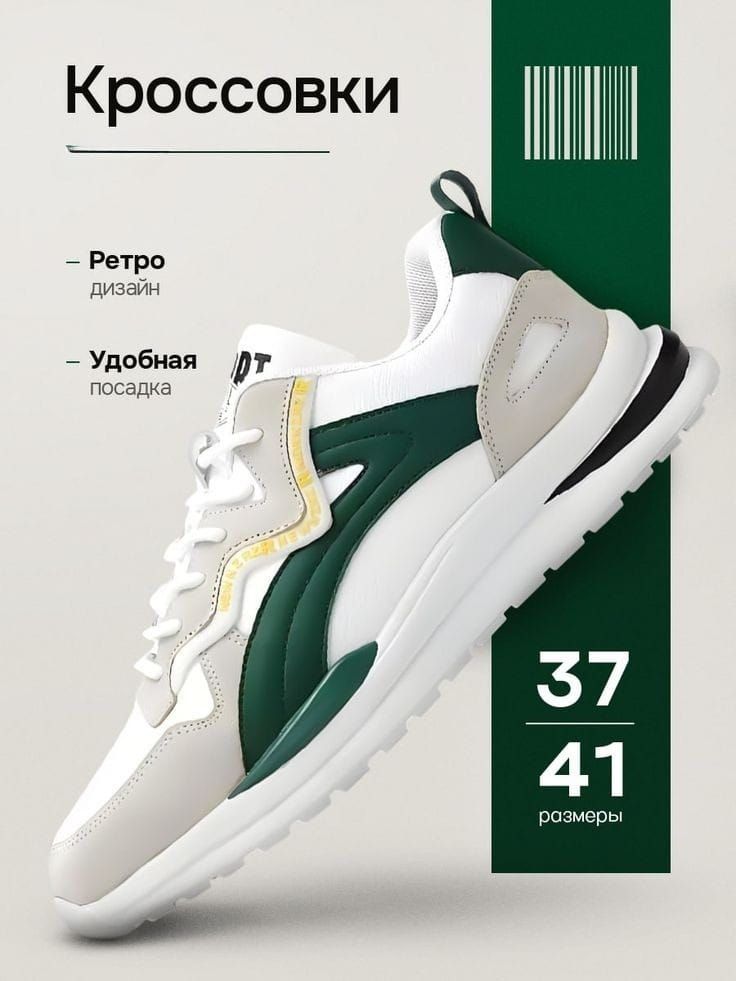 Кроссовки
– Ретро
дизайн
– Удобная
посадка
37
41
размеры